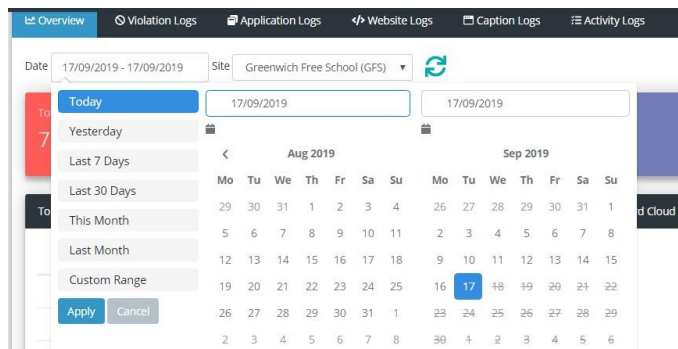 Overview Violation Logs Application Logs </> Website Logs Caption Logs Activity Logs
Date 17/09/2019 - 17/09/2019 Site Greenwich Free School (GFS)
Today 17/09/2019 17/09/2019
To
7
Yesterday
Last 7 Days < Aug 2019 Sep 2019
Mo Tu We Th Fr Sa Su Mo Tu We Th Fr Sa Su
Last 30 Days
29 30 31 1 2 3 4 26 27 28 29 30 31 1
To This Month rd Cloud
5 6 7 8 9 10 11 2 3 4 5 6 7 8
Last Month
12 13 14 15 16 17 18 9 10 11 12 13 14 15
Custom Range
19 20 21 22 23 24 25 16 17 18 19 20 21 22
Apply Cancel
26 27 28 29 30 31 1 23 24 25 26 27 28 29
2 3 4 5 6 7 8 30 1 2 3 4 5 6